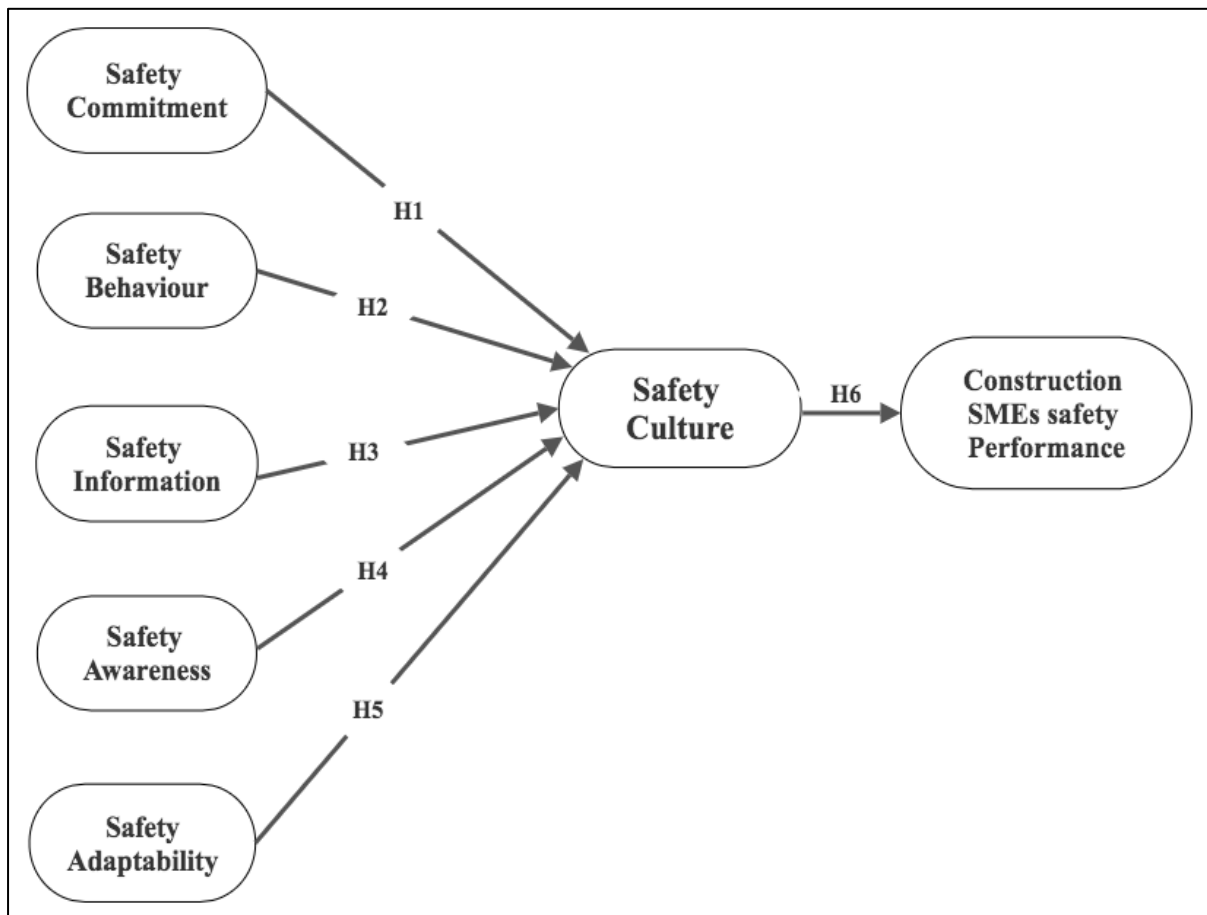 Safety
Commitment
H1
Safety
Behaviour
H2
Safety
Culture
H6
Construction
SMEs safety
Performance
Safety
Information
H3
H4
Safety
Awareness
H5
Safety
Adaptability